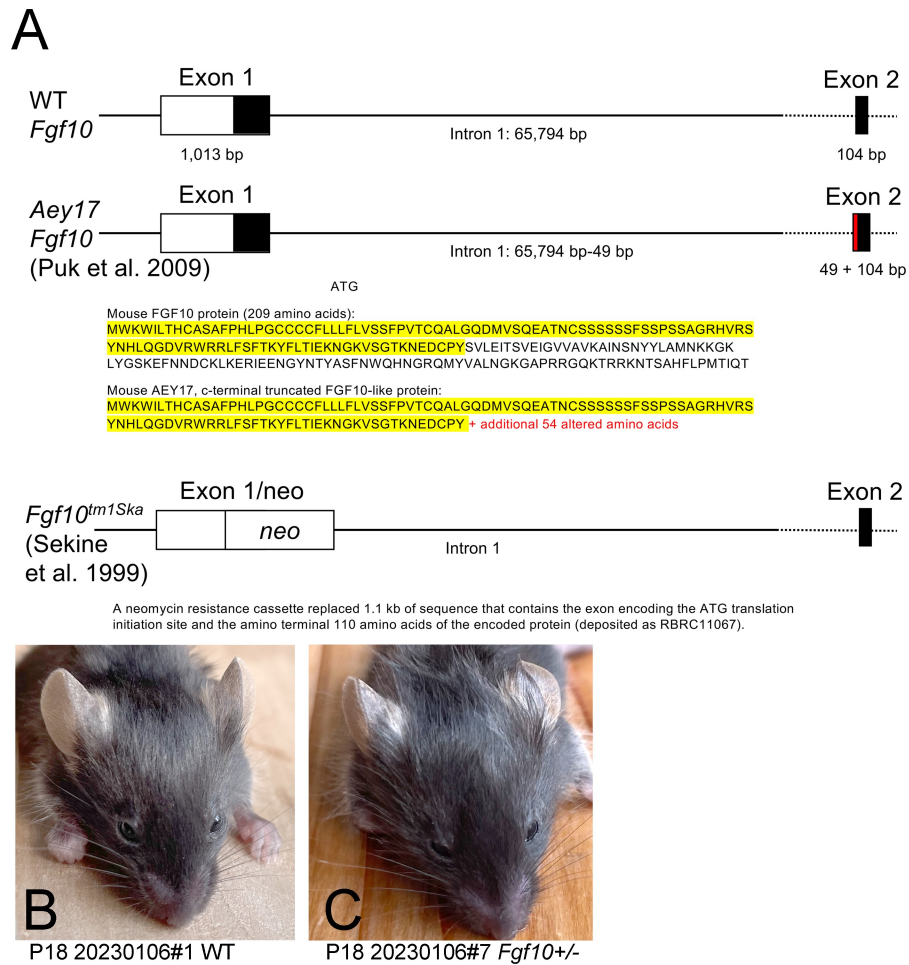 A
Exon 1
Exon 2
WT
Fgf10
Intron 1: 65,794 bp
1,013 bp
104 bp
Exon 1
Exon 2
Aey17
Fgf10
(Puk et al. 2009)
Intron 1: 65,794 bp-49 bp
49 + 104 bp
ATG
Mouse FGF10 protein (209 amino acids):
MWKWILTHCASAFPHLPGCCCCFLLLFLVSSFPVTCQALGQDMVSQEATNCSSSSSSFSSPSSAGRHVRS
YNHLQGDVRWRRLFSFTKYFLTIEKNGKVSGTKNEDCPYSVLEITSVEIGVVAVKAINSNYYLAMNKKGK
LYGSKEFNNDCKLKERIEENGYNTYASFNWQHNGRQMYVALNGKGAPRRGQKTRRKNTSAHFLPMTIQT
Mouse AEY17, c-terminal truncated FGF10-like protein:
MWKWILTHCASAFPHLPGCCCCFLLLFLVSSFPVTCQALGQDMVSQEATNCSSSSSSFSSPSSAGRHVRS
YNHLQGDVRWRRLFSFTKYFLTIEKNGKVSGTKNEDCPY + additional 54 altered amino acids
Exon 1/neo
Exon 2
Fgf10tm1Ska
(Sekine
et al. 1999)
neo
Intron 1
A neomycin resistance cassette replaced 1.1 kb of sequence that contains the exon encoding the ATG translation
initiation site and the amino terminal 110 amino acids of the encoded protein (deposited as RBRC11067).
B
C
P18 20230106#1 WT
P18 20230106#7 Fgf10+/-